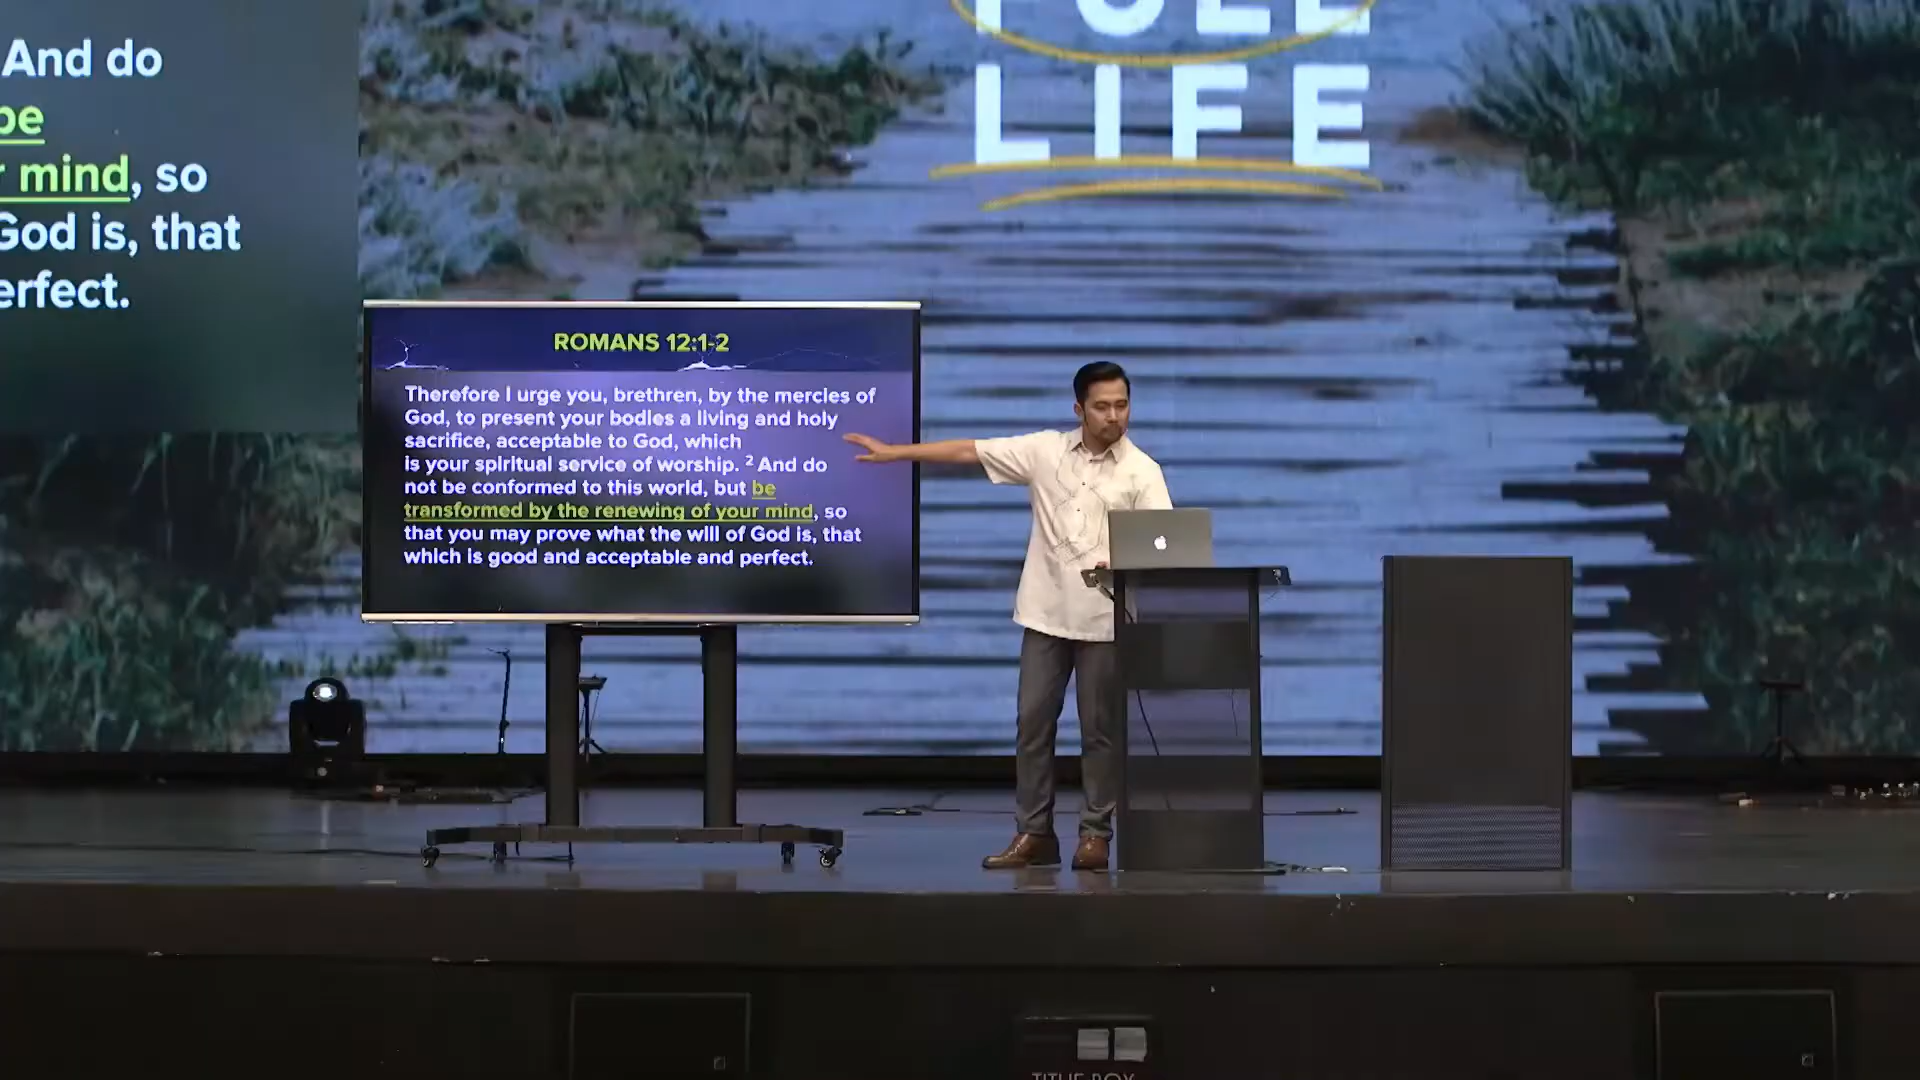 And do
be
mind, so
God is, that
erfect.
FULL
LIFE
ROMANS 12:1-2
Therefore I urge you, brethren, by the mercies of
God, to present your bodies a living and holy
sacrifice, acceptable to God, which
is your spiritual service of worship. 2 And do
not be conformed to this world, but be
transformed by the renewing of your mind, so
that you may prove what the will of God is, that
which is good and acceptable and perfect.
TITHE BOX